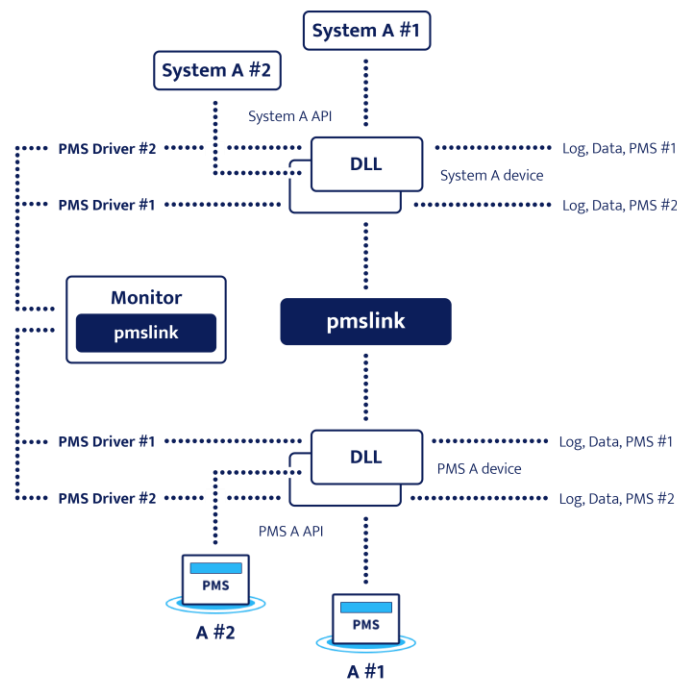 System A #1
System A #2
System A API
PMS Driver #2
DLL
Log, Data, PMS #1
System A device
PMS Driver #1
Log, Data, PMS #2
Monitor
pmslink
pmslink
PMS Driver #1
DLL
Log, Data, PMS #1
PMS A device
PMS Driver #2
Log, Data, PMS #2
PMS A API
PMS
A #2
PMS
A #1